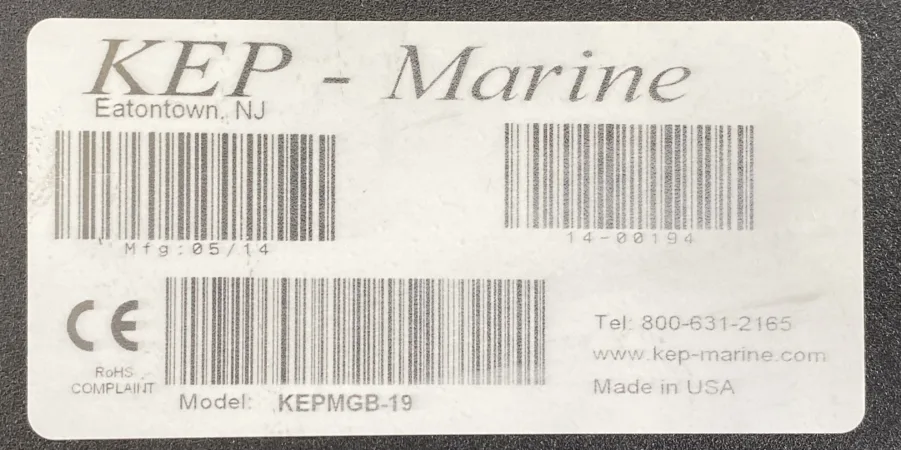 KEP - Marine
Eatontown, NJ
Mfg:05/14
14-00194
CE
RoHS
COMPLAINT
Model: KEPMGB-19
Tel: 800-631-2165
www.kep-marine.com
Made in USA